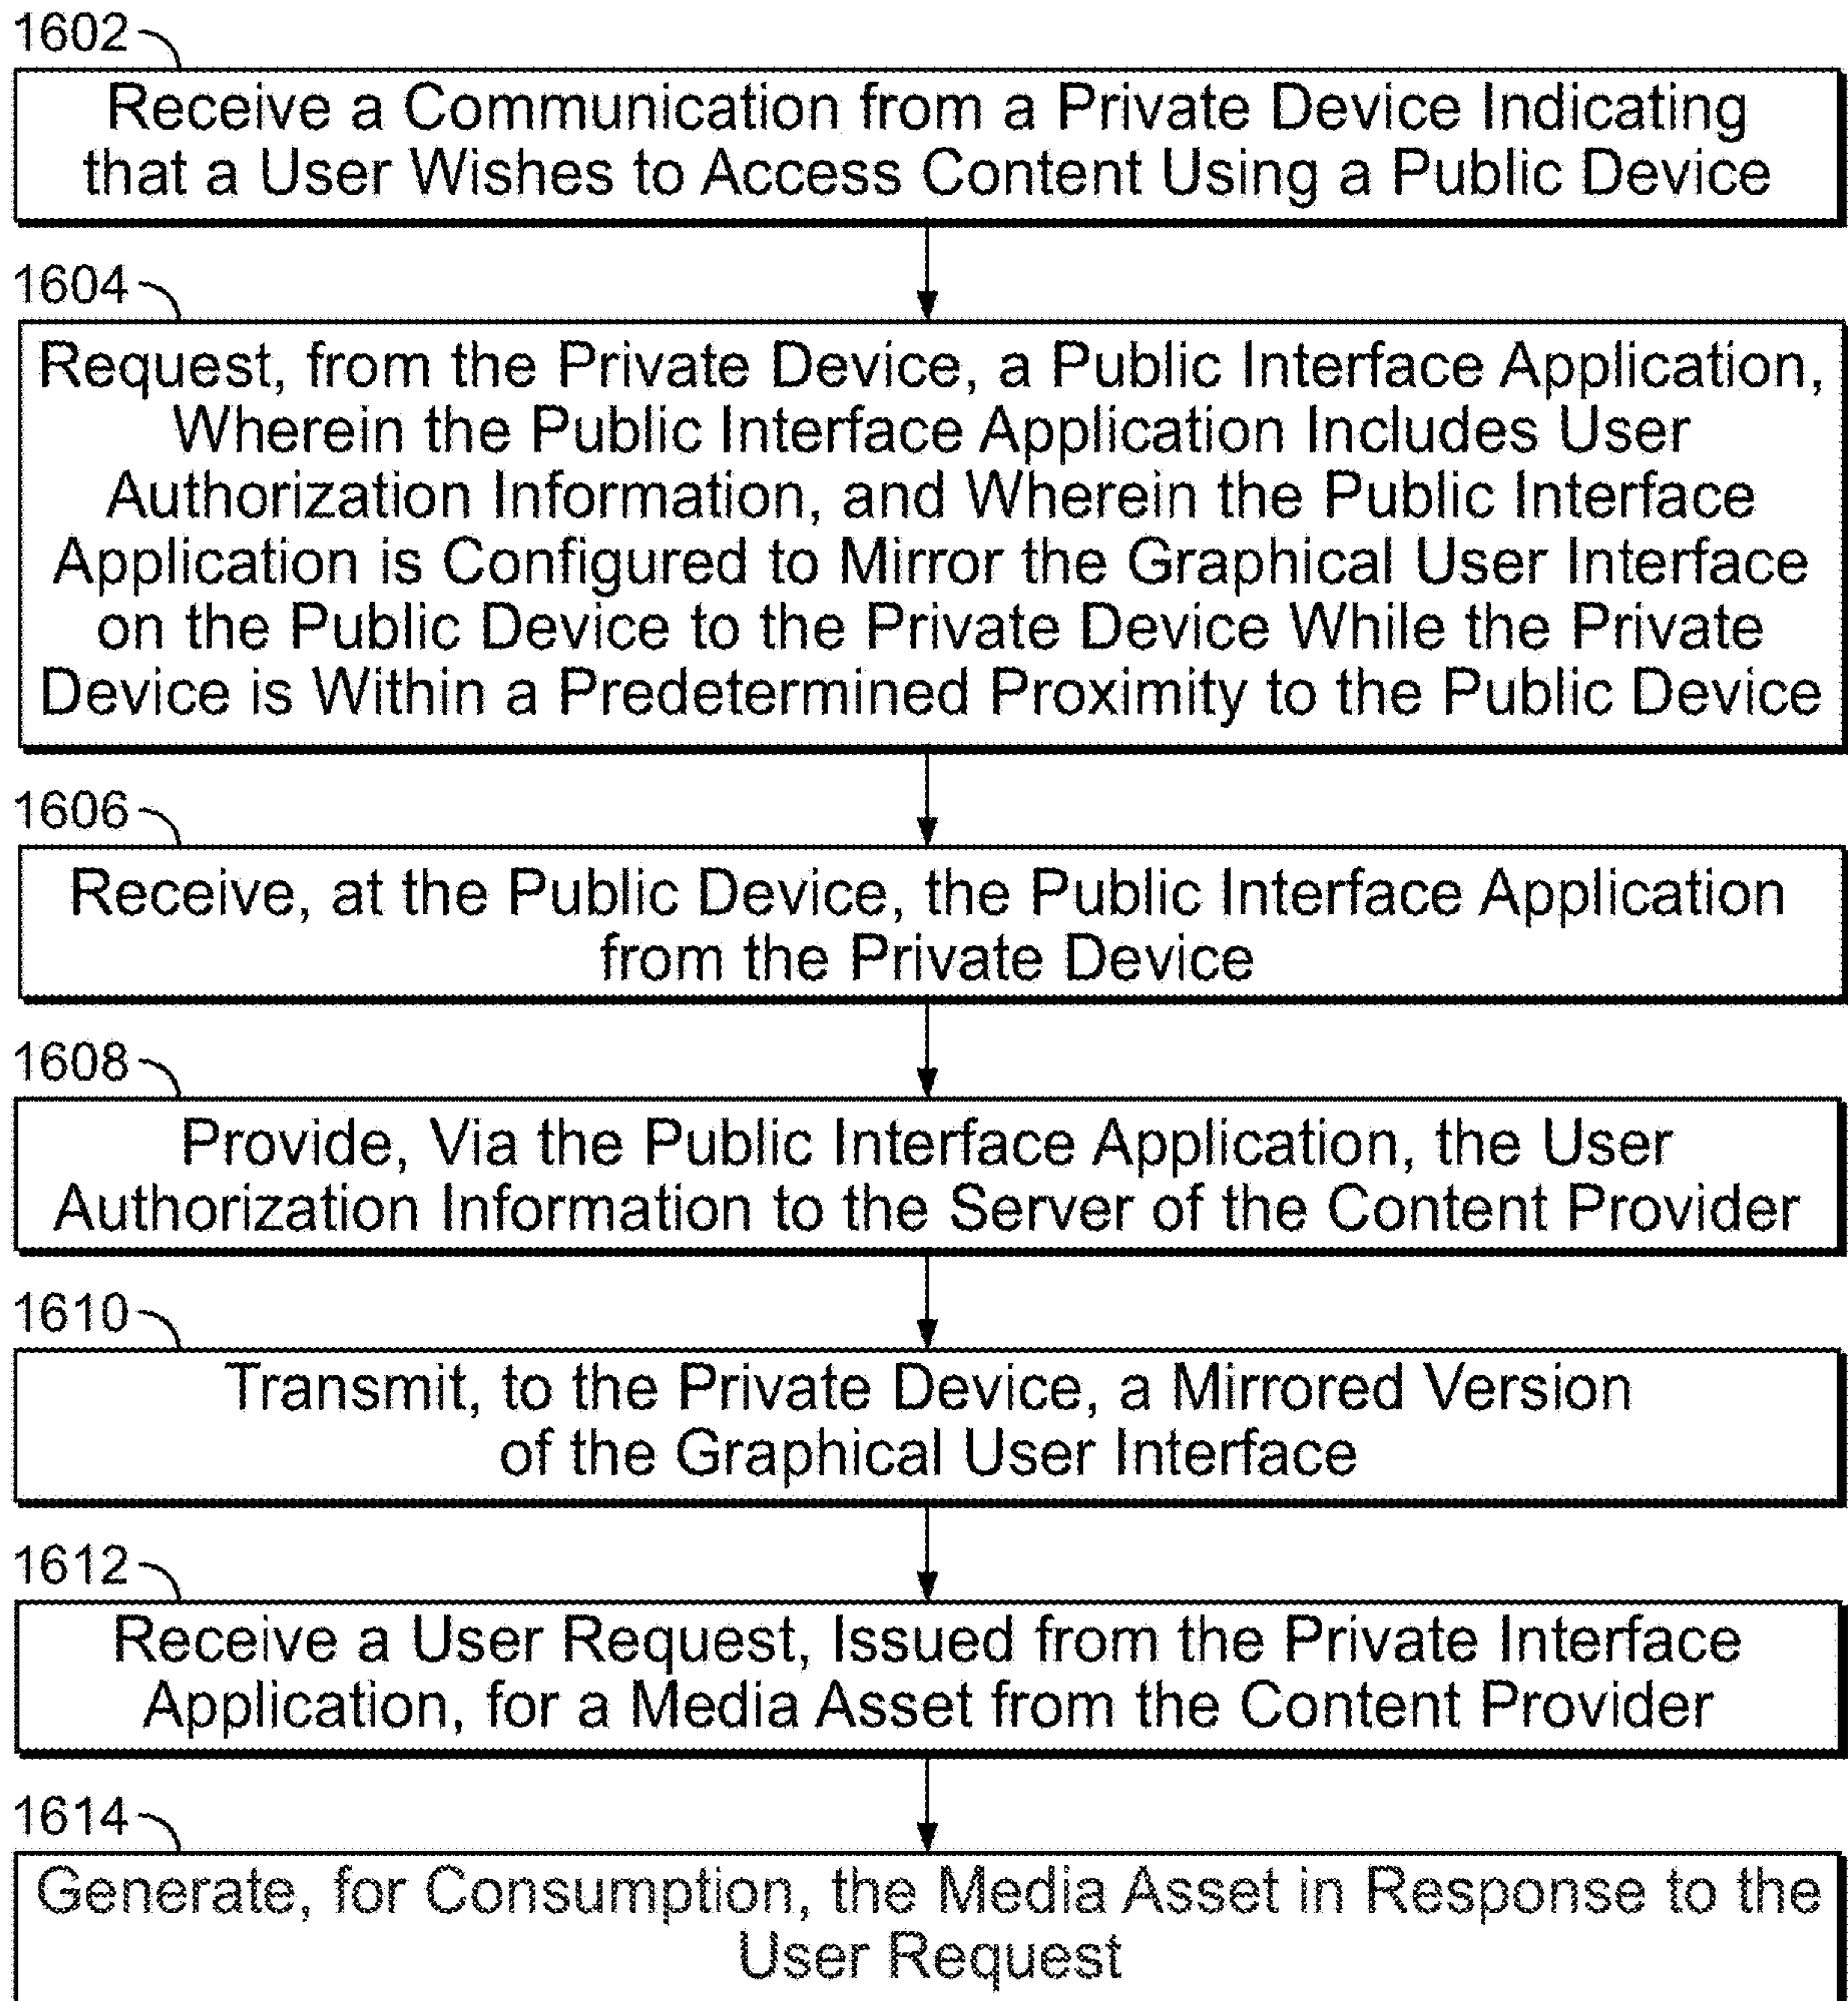 1602
Receive a Communication from a Private Device Indicating
that a User Wishes to Access Content Using a Public Device
1604
Request, from the Private Device, a Public Interface Application,
Wherein the Public Interface Application Includes User
Authorization Information, and Wherein the Public Interface
Application is Configured to Mirror the Graphical User Interface
on the Public Device to the Private Device While the Private
Device is Within a Predetermined Proximity to the Public Device
1606
Receive, at the Public Device, the Public Interface Application
from the Private Device
1608
Provide, Via the Public Interface Application, the User
Authorization Information to the Server of the Content Provider
1610
Transmit, to the Private Device, a Mirrored Version
of the Graphical User Interface
1612
Receive a User Request, Issued from the Private Interface
Application, for a Media Asset from the Content Provider
1614
Generate, for Consumption, the Media Asset in Response to the
User Request